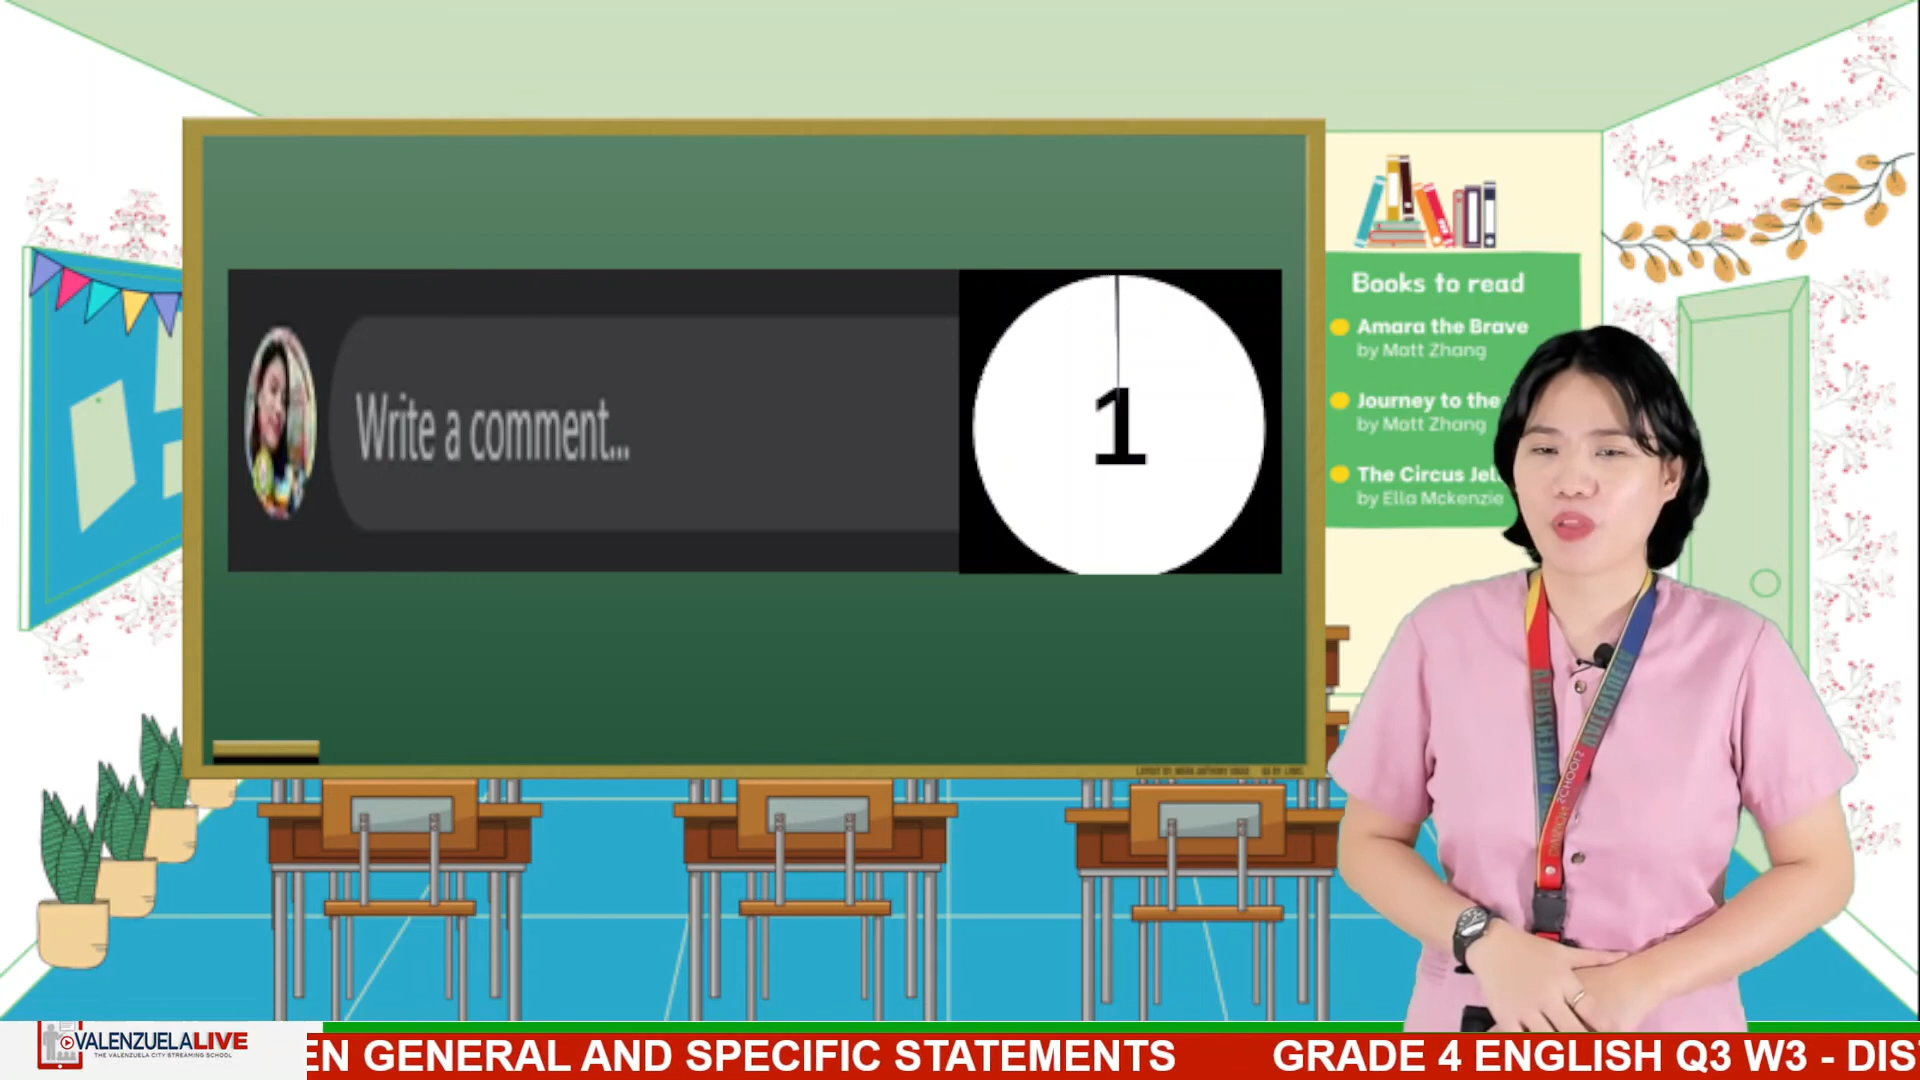 Write a comment...
1
Books to read
Amara the Brave
by Matt Zhang
Journey to the
by Matt Zhang
The Circus Jel
by Ella Mckenzie
VALENZUELA
VALENZUELALIVE
THE VALENZUELA CITY STREAMING SCHOOL
EN GENERAL AND SPECIFIC STATEMENTS GRADE 4 ENGLISH Q3 W3 - DIS